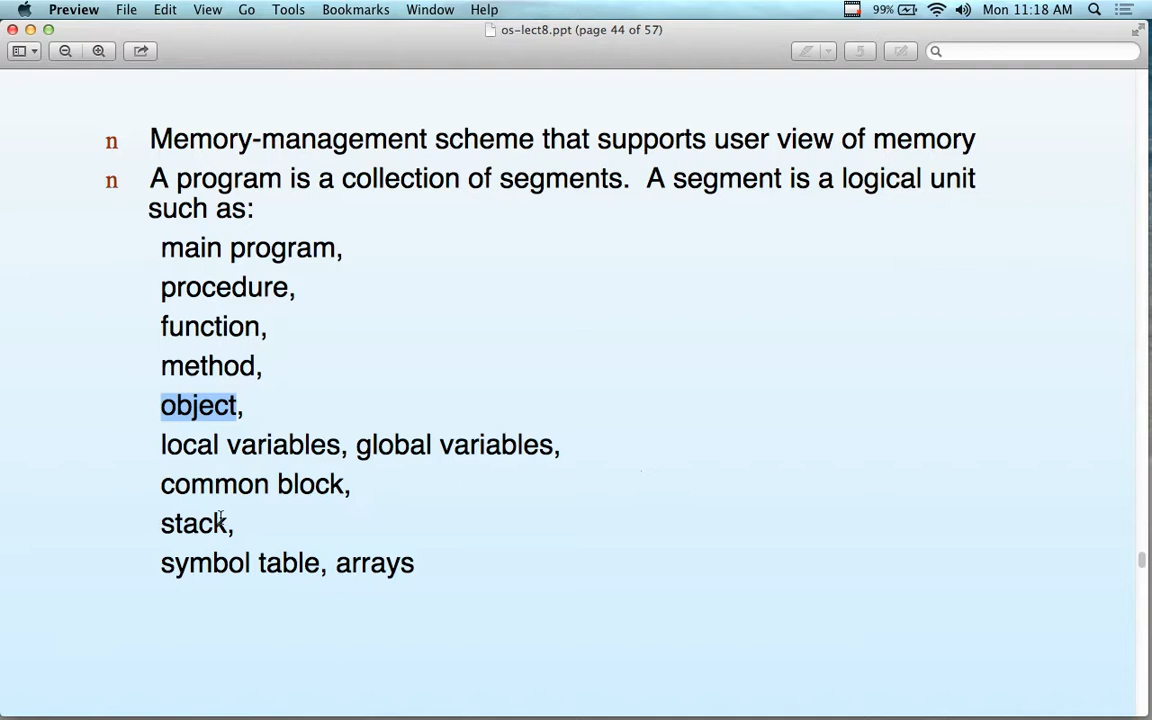 Preview File Edit View Go Tools Bookmarks Window Help 99% Mon 11:18 AM
os-lect8.ppt (page 44 of 57)
n Memory-management scheme that supports user view of memory
n A program is a collection of segments. A segment is a logical unit
such as:
main program,
procedure,
function,
method,
object,
local variables, global variables,
common block,
stack,
symbol table, arrays